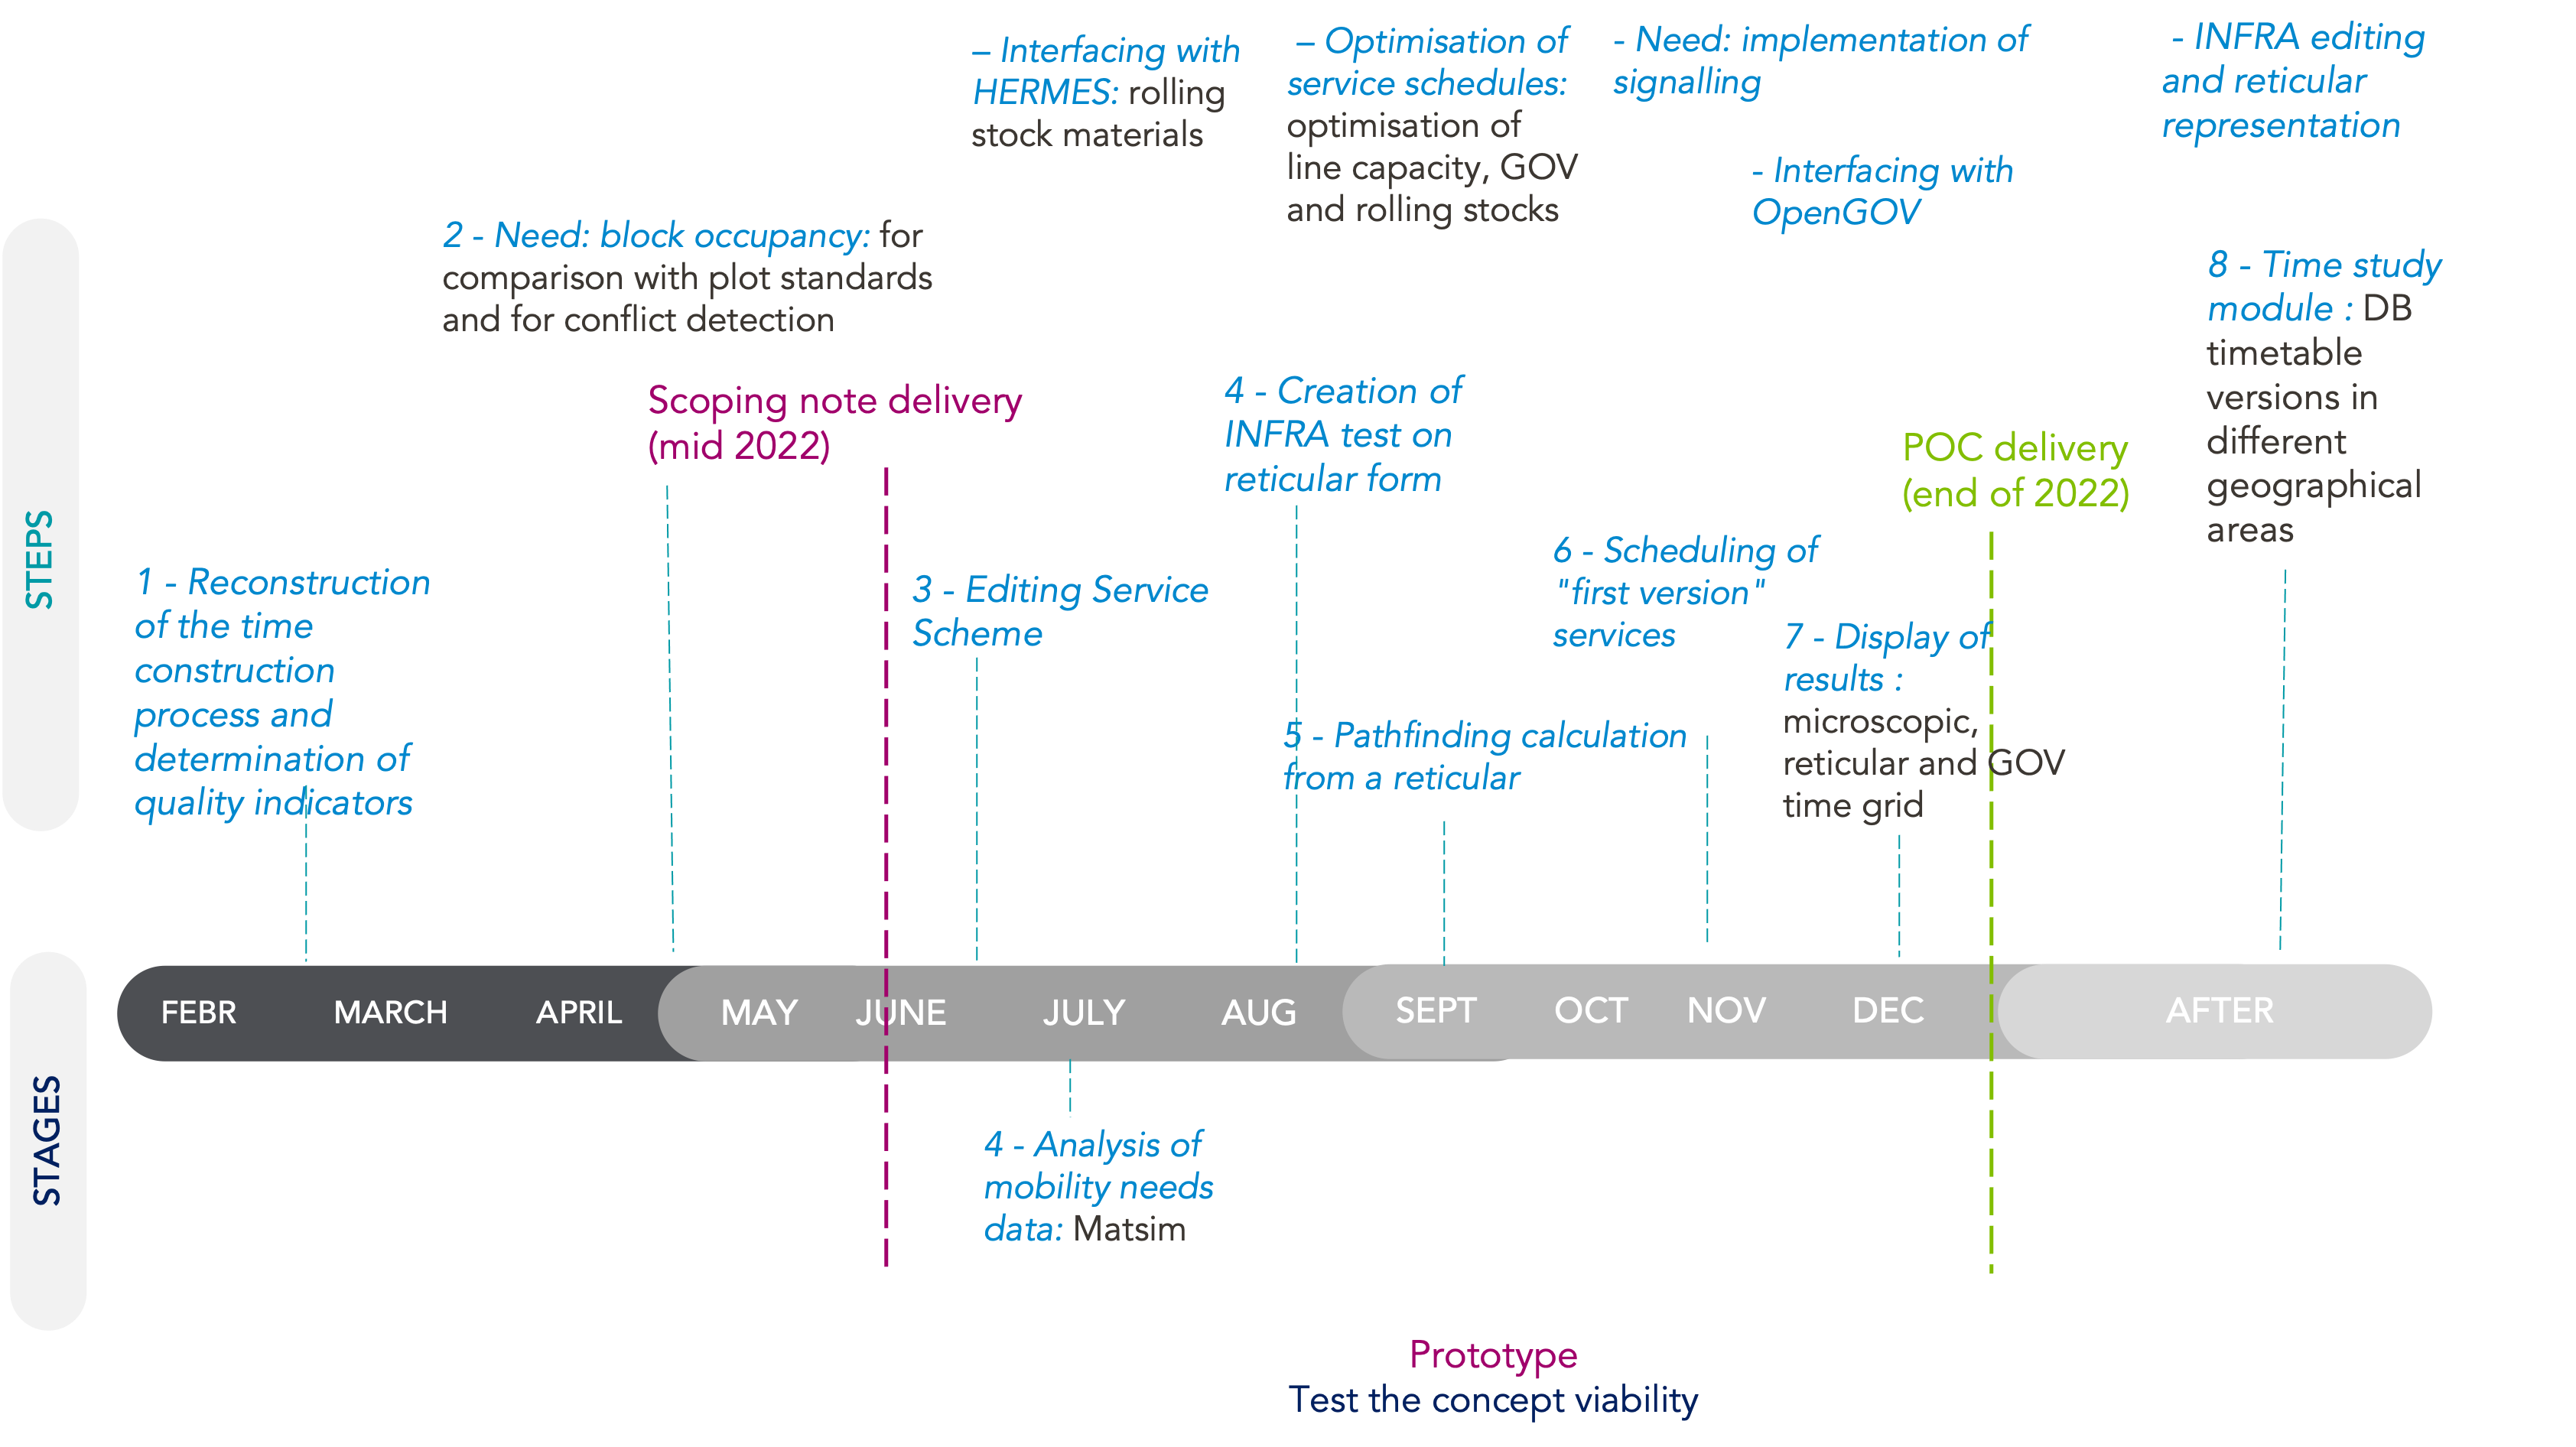 – Interfacing with
HERMES: rolling
stock materials
– Optimisation of
service schedules:
optimisation of
line capacity, GOV
and rolling stocks
- Need: implementation of
signalling
- Interfacing with
OpenGOV
- INFRA editing
and reticular
representation
STEPS
2 - Need: block occupancy: for
comparison with plot standards
and for conflict detection
8 - Time study
module : DB
timetable
versions in
different
geographical
areas
Scoping note delivery
(mid 2022)
4 - Creation of
INFRA test on
reticular form
POC delivery
(end of 2022)
1 - Reconstruction
of the time
construction
process and
determination of
quality indicators
3 - Editing Service
Scheme
6 - Scheduling of
"first version"
services
5 - Pathfinding calculation
from a reticular
7 - Display of
results :
microscopic,
reticular and GOV
time grid
FEBR MARCH APRIL MAY JUNE JULY AUG SEPT OCT NOV DEC AFTER
STAGES
4 - Analysis of
mobility needs
data: Matsim
Prototype
Test the concept viability